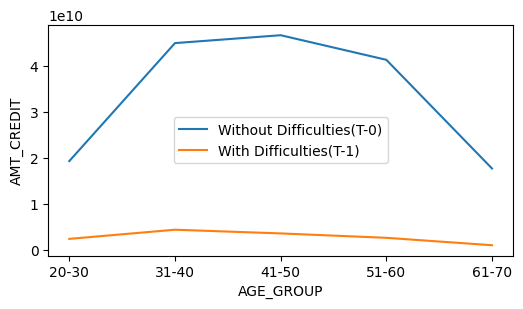 1e10
4
3
2
1
0
AMT_CREDIT
Without Difficulties(T-0)
With Difficulties(T-1)
20-30 31-40 41-50 51-60 61-70
AGE_GROUP